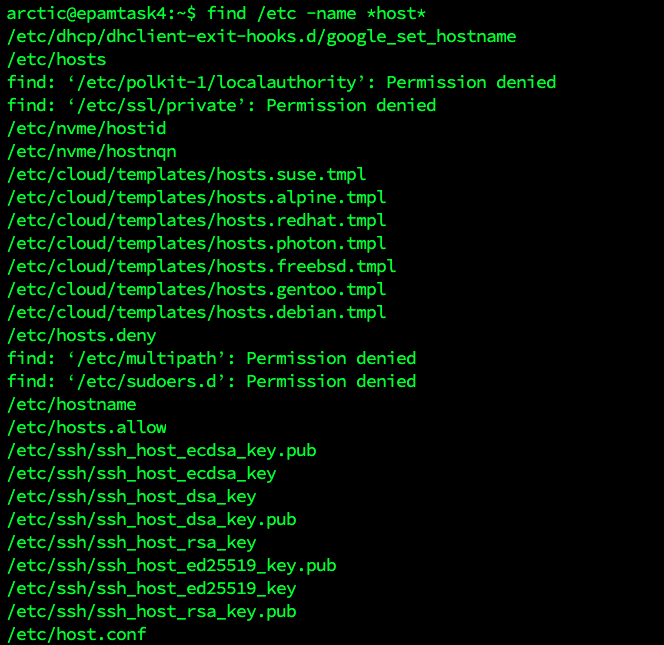 arctic@epamtask4:~$ find /etc -name *host*
/etc/dhcp/dhclient-exit-hooks.d/google_set_hostname
/etc/hosts
find: ‘/etc/polkit-1/localauthority’: Permission denied
find: ‘/etc/ssl/private’: Permission denied
/etc/nvme/hostid
/etc/nvme/hostnqn
/etc/cloud/templates/hosts.suse.tmpl
/etc/cloud/templates/hosts.alpine.tmpl
/etc/cloud/templates/hosts.redhat.tmpl
/etc/cloud/templates/hosts.photon.tmpl
/etc/cloud/templates/hosts.freebsd.tmpl
/etc/cloud/templates/hosts.gentoo.tmpl
/etc/cloud/templates/hosts.debian.tmpl
/etc/hosts.deny
find: ‘/etc/multipath’: Permission denied
find: ‘/etc/sudoers.d’: Permission denied
/etc/hostname
/etc/hosts.allow
/etc/ssh/ssh_host_ecdsa_key.pub
/etc/ssh/ssh_host_ecdsa_key
/etc/ssh/ssh_host_dsa_key
/etc/ssh/ssh_host_dsa_key.pub
/etc/ssh/ssh_host_rsa_key
/etc/ssh/ssh_host_ed25519_key.pub
/etc/ssh/ssh_host_ed25519_key
/etc/ssh/ssh_host_rsa_key.pub
/etc/host.conf